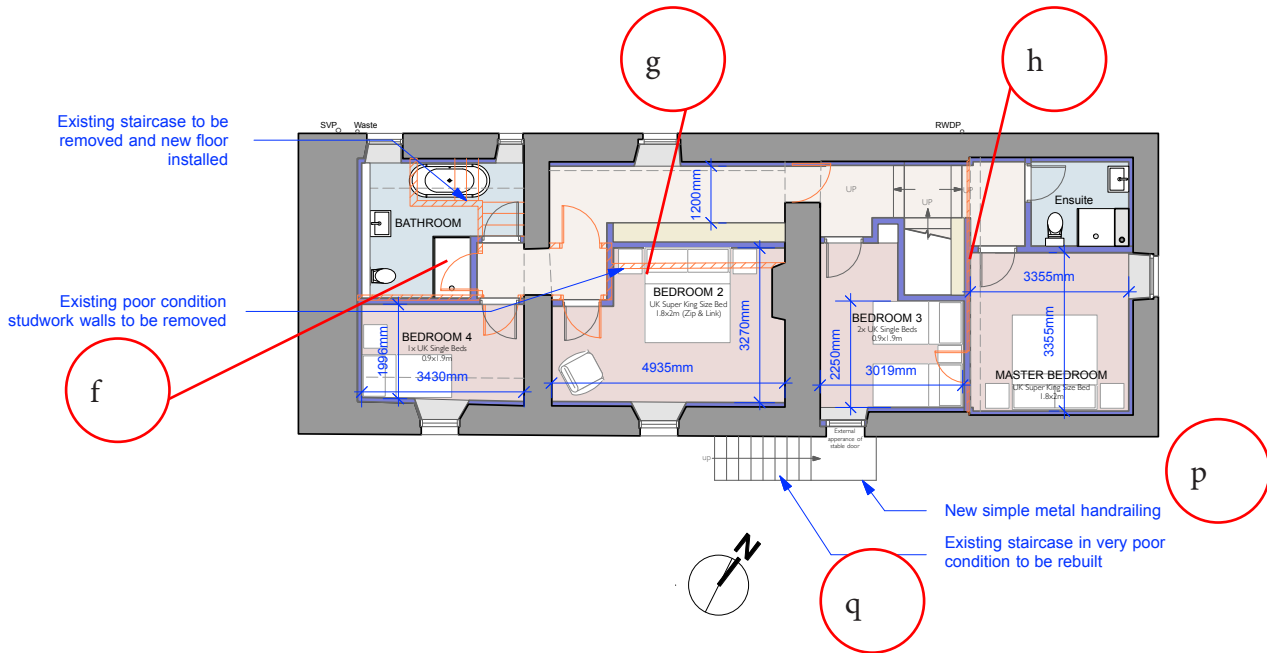 g
h
Existing staircase to be
removed and new floor
installed
SVP
Waste
RWDP
1200mm
UP
UP
UP
Ensuite
BATHROOM
3355mm
Existing poor condition
studwork walls to be removed
BEDROOM 2
UK Super King Size Bed
1.8x2m (Zip & Link)
3270mm
BEDROOM 3
2x UK Single Beds
0.9x1.9m
BEDROOM 4
1x UK Single Beds
0.9x1.9m
1996mm
3430mm
4935mm
2250mm
3019mm
3355mm
MASTER BEDROOM
UK Super King Size Bed
1.8x2m
f
External
apperance of
stable door
up
p
New simple metal handrailing
Existing staircase in very poor
condition to be rebuilt
N
q